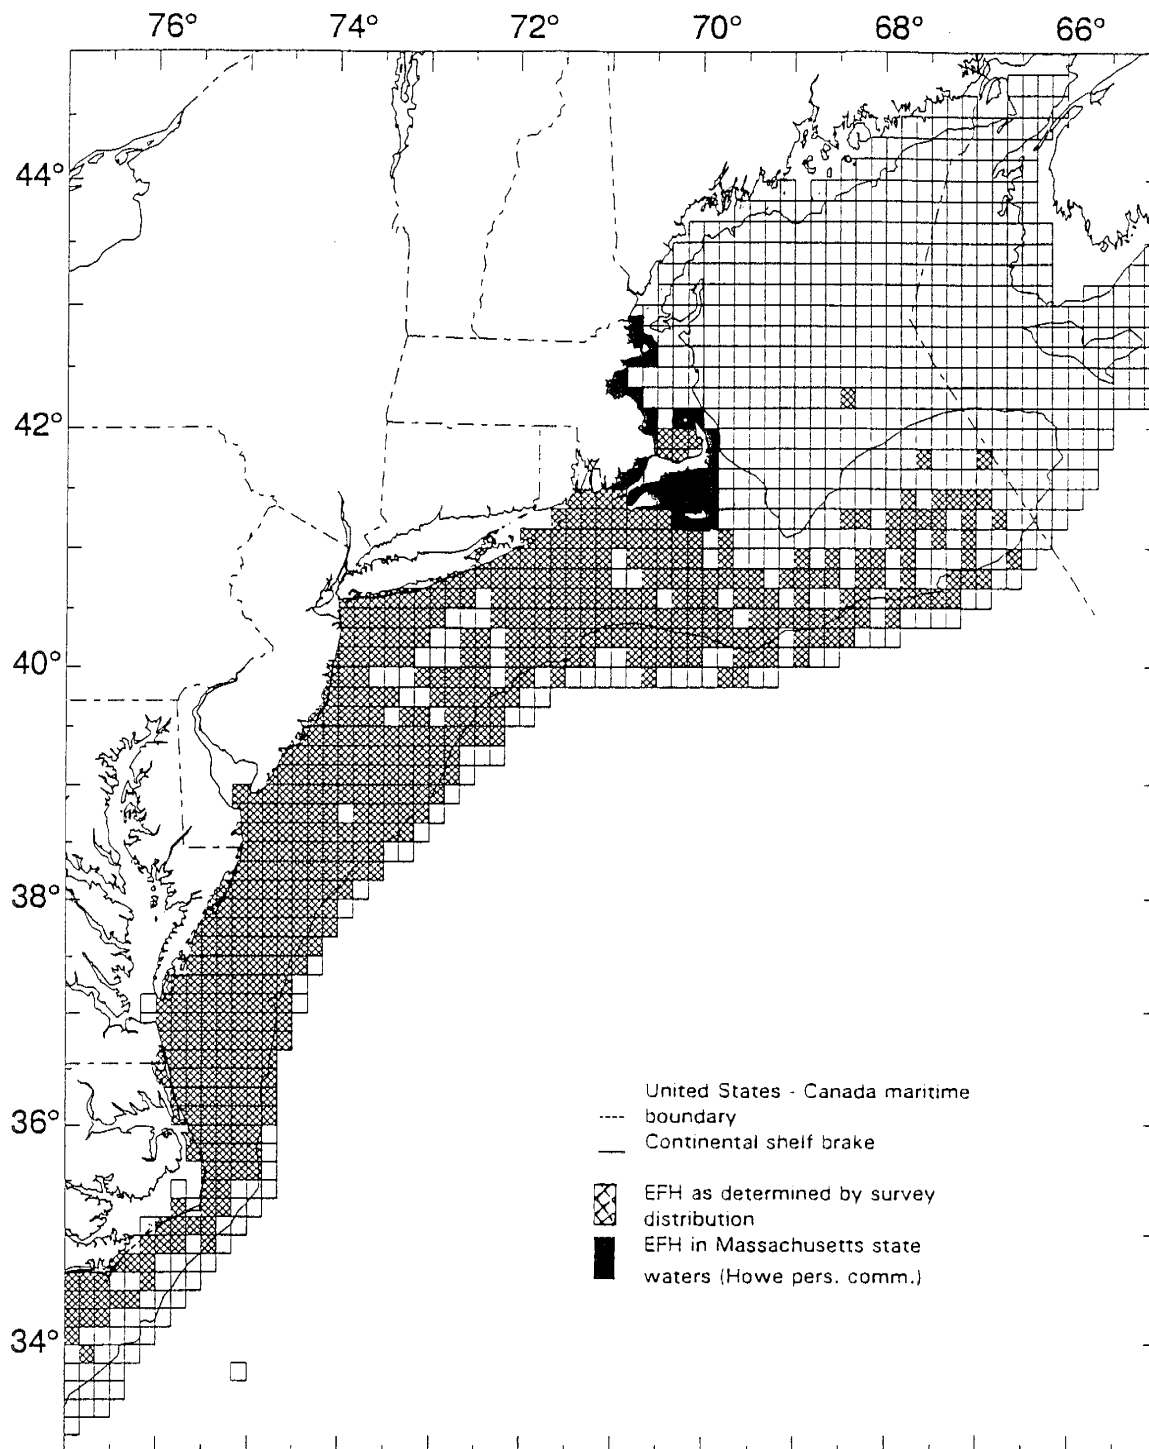 76° 74° 72° 70° 68° 66°
44°
42°
40°
38°
36°
34°
United States - Canada maritime
boundary
Continental shelf brake
EFH as determined by survey
distribution
EFH in Massachusetts state
waters (Howe pers. comm.)